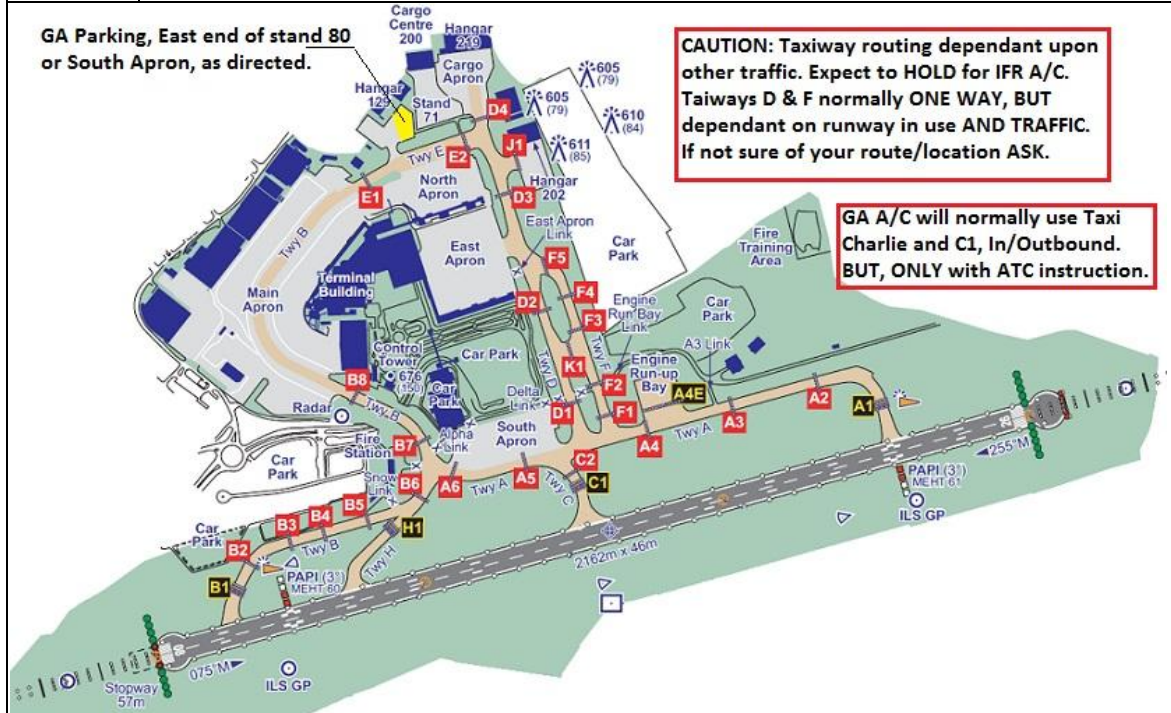 GA Parking, East end of stand 80
or South Apron, as directed.
Cargo
Centre
200
Hangar
219
Cargo
Apron
CAUTION: Taxiway routing dependant upon
other traffic. Expect to HOLD for IFR A/C.
Taiways D & F normally ONE WAY, BUT
dependant on runway in use AND TRAFFIC.
If not sure of your route/location ASK.
605
(79)
605
(79)
610
(84)
611
(85)
Hangar
129
Stand
71
D4
Twy E
E2
J1
E1
North
Apron
D3
Hangar
202
East Apron
Link
GA A/C will normally use Taxi
Charlie and C1, In/Outbound.
BUT, ONLY with ATC instruction.
Fire
Training
Area
Twy B
East
Apron
Car
Park
F5
Terminal
Building
Main
Apron
D2
F4
Engine
Run Bay
Link
F3
Car
Park
A3 Link
Control
Tower
676
(150)
Car Park
Car
Park
K1
Twy F
Engine
Run-up
Bay
B8
Delta
Link
Twy D
F2
A4E
A2
A1
Radar
Twy B
D1
F1
A3
Twy A
B7
Alpha
Link
South
Apron
A4
Fire
Station
Car
Park
Snow
Link
B6
A6
Twy A
A5
C2
Twy C
C1
26
255°M
PAPI (3°)
MEHT 61
ILS GP
B5
B4
B3
Car
Park
B2
Twy B
H1
Twy H
2162m x 46m
PAPI (3°)
MEHT 60
B1
08
075°M
Stopway
57m
ILS GP